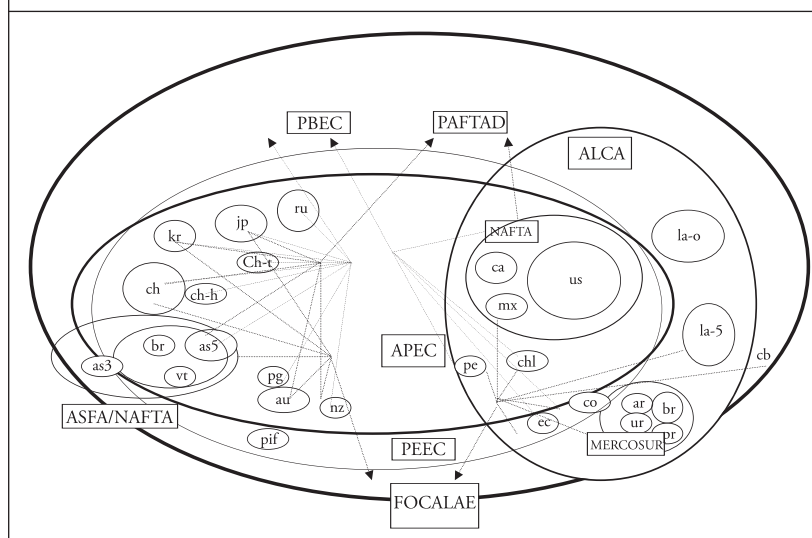 PBEC
PAFTAD
ALCA
ru
jp
kr
NAFTA
la-o
Ch-t
ca
us
ch
ch-h
mx
la-5
br
as5
APEC
pe
chl
cb
as3
vt
pg
au
nz
co
ar
br
ASFA/NAFTA
ec
ur
pr
pif
PEEC
MERCOSUR
FOCALAE